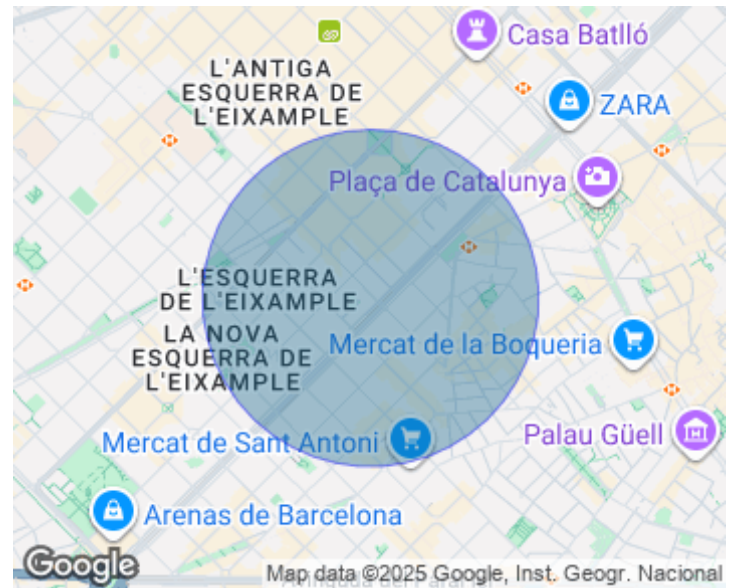 Casa Batlló
L'ANTIGA
ESQUERRA DE
L'EIXAMPLE
ZARA
Plaça de Catalunya
L'ESQUERRA
DE L'EIXAMPLE
LA NOVA
ESQUERRA DE
L'EIXAMPLE
Mercat de la Boqueria
Mercat de Sant Antoni
Palau Güell
Arenas de Barcelona
Google
Map data ©2025 Google, Inst. Geogr. Nacional